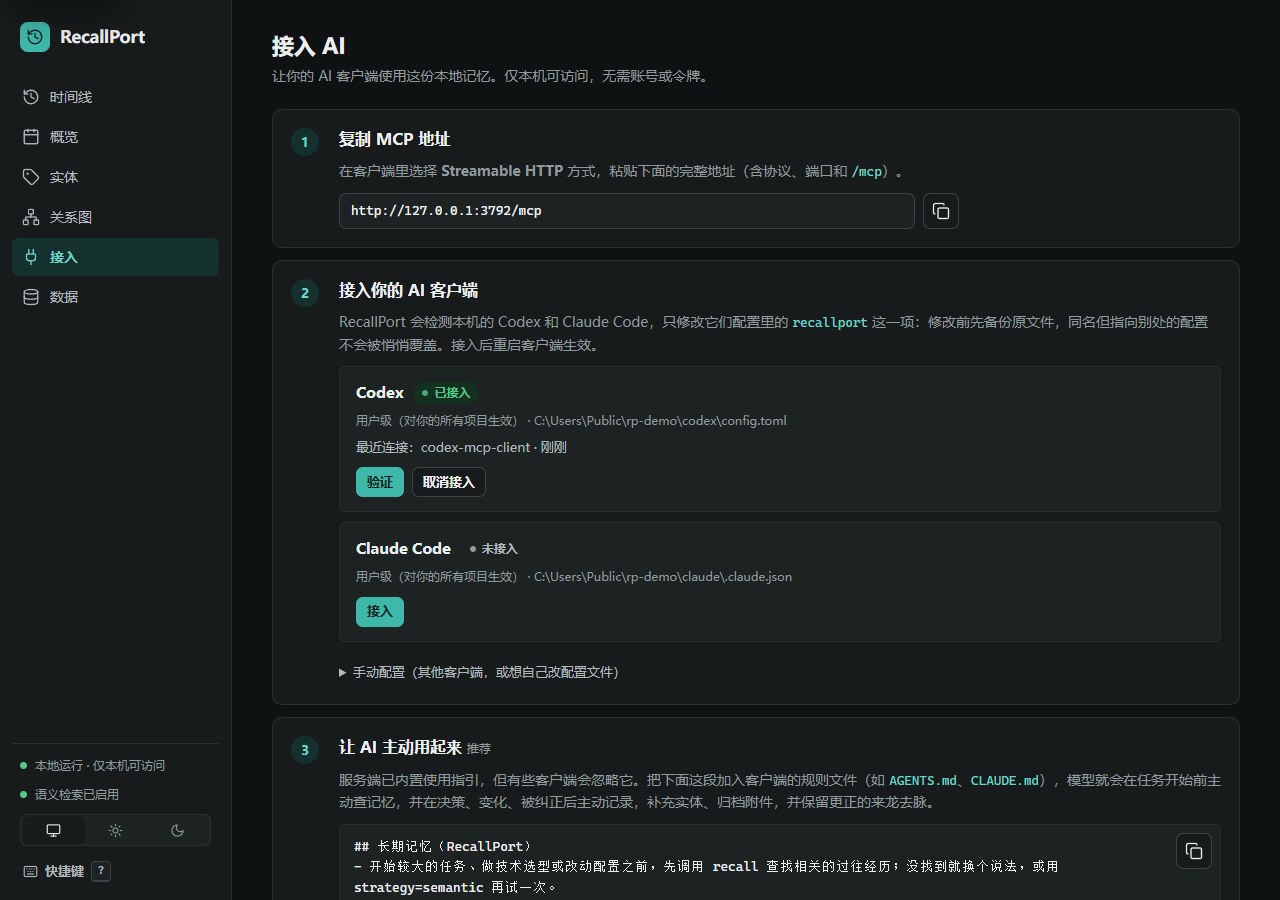 RecallPort
时间线
概览
实体
关系图
接入
数据
本地运行 · 仅本机可访问
语义检索已启用
快捷键 ?
接入 AI
让你的 AI 客户端使用这份本地记忆。仅本机可访问，无需账号或令牌。
1
复制 MCP 地址
在客户端里选择 Streamable HTTP 方式，粘贴下面的完整地址（含协议、端口和 /mcp）。
http://127.0.0.1:3792/mcp
2
接入你的 AI 客户端
RecallPort 会检测本机的 Codex 和 Claude Code，只修改它们配置里的 recallport 这一项：修改前先备份原文件，同名但指向别处的配置
不会被悄悄覆盖。接入后重启客户端生效。
Codex 已接入
用户级（对你的所有项目生效） · C:\Users\Public\rp-demo\codex\config.toml
最近连接：codex-mcp-client · 刚刚
验证 取消接入
Claude Code 未接入
用户级（对你的所有项目生效） · C:\Users\Public\rp-demo\claude\.claude.json
接入
手动配置（其他客户端，或想自己改配置文件）
3
让 AI 主动用起来 推荐
服务端已内置使用指引，但有些客户端会忽略它。把下面这段加入客户端的规则文件（如 AGENTS.md、CLAUDE.md），模型就会在任务开始前主
动查记忆，并在决策、变化、被纠正后主动记录，补充实体、归档附件，并保留更正的来龙去脉。
## 长期记忆（RecallPort）
- 开始较大的任务、做技术选型或改动配置之前，先调用 recall 查找相关的过往经历；没找到就换个说法，或用
strategy=semantic 再试一次。